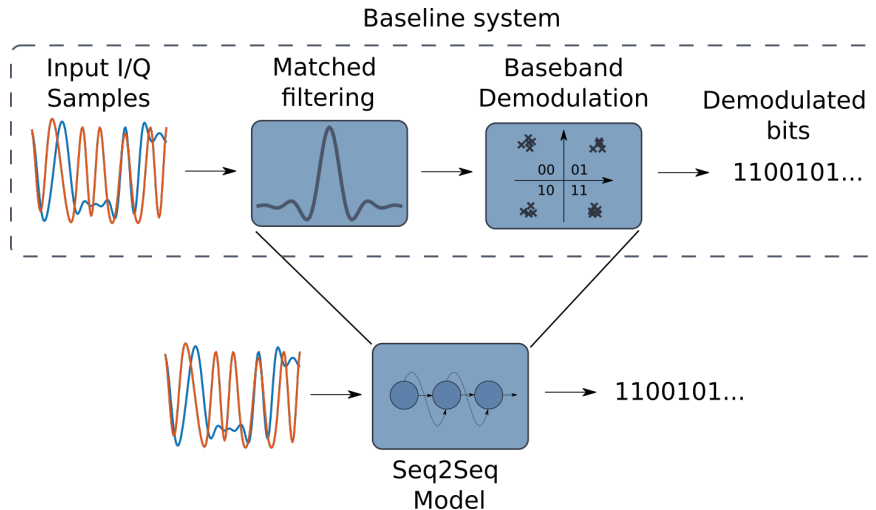 Baseline system
Input I/Q
Samples
Matched
filtering
Baseband
Demodulation
Demodulated
bits
00 01
10 11
1100101...
1100101...
Seq2Seq
Model